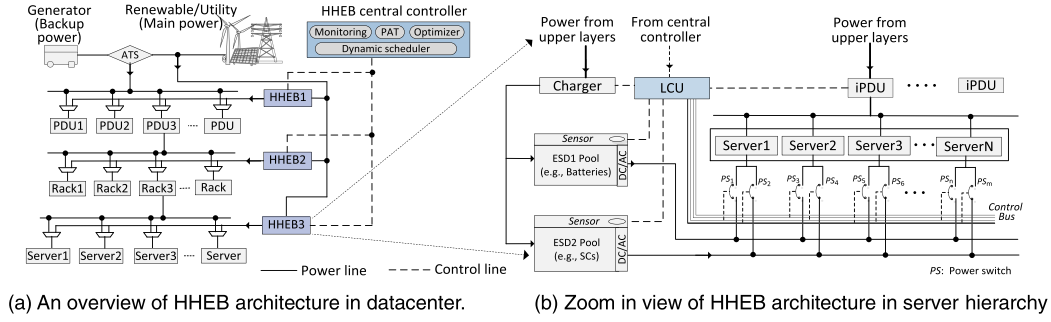 Generator
(Backup
power)
Renewable/Utility
(Main power)
HHEB central controller
Monitoring PAT Optimizer
Dynamic scheduler
ATS
HHEB1
PDU1 PDU2 PDU3 PDU
HHEB2
Rack1 Rack2 Rack3 Rack
HHEB3
Server1 Server2 Server3 Server
Power line Control line
(a) An overview of HHEB architecture in datacenter.
Power from
upper layers
From
central
controller
Power from
upper layers
Charger LCU iPDU iPDU
Sensor
ESD1 Pool
(e.g., Batteries)
DC/AC
Server1 Server2 Server3 ServerN
PS1 PS2 PS3 PS4 PS5 PS6 PSn PSm
Control
Bus
Sensor
ESD2 Pool
(e.g., SCs)
DC/AC
PS: Power switch
(b) Zoom in view of HHEB architecture in server hierarchy